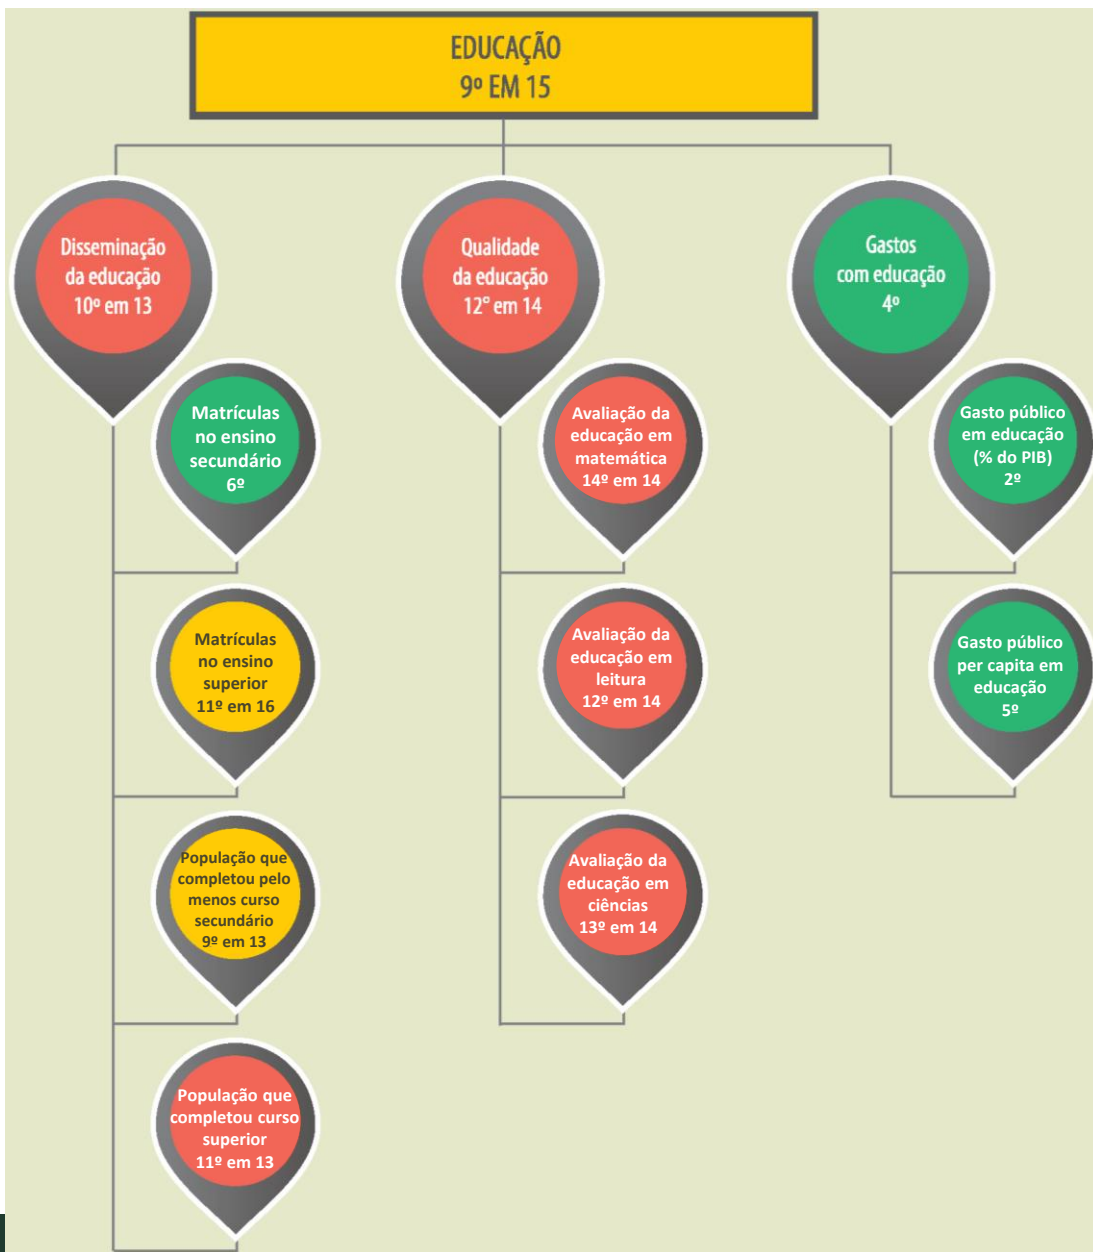 EDUCAÇÃO
9º EM 15
Disseminação
da educação
10º em 13
Qualidade
da educação
12° em 14
Gastos
com educação
4º
Matrículas
no ensino
secundário
6º
Matrículas
no ensino
superior
11º em 16
População que
completou pelo
menos curso
secundário
9º em 13
População que
completou curso
superior
11º em 13
Avaliação da
educação em
matemática
14º em 14
Avaliação da
educação em
leitura
12º em 14
Avaliação da
educação em
ciências
13º em 14
Gasto público
em educação
(% do PIB)
2º
Gasto público
per capita em
educação
5º